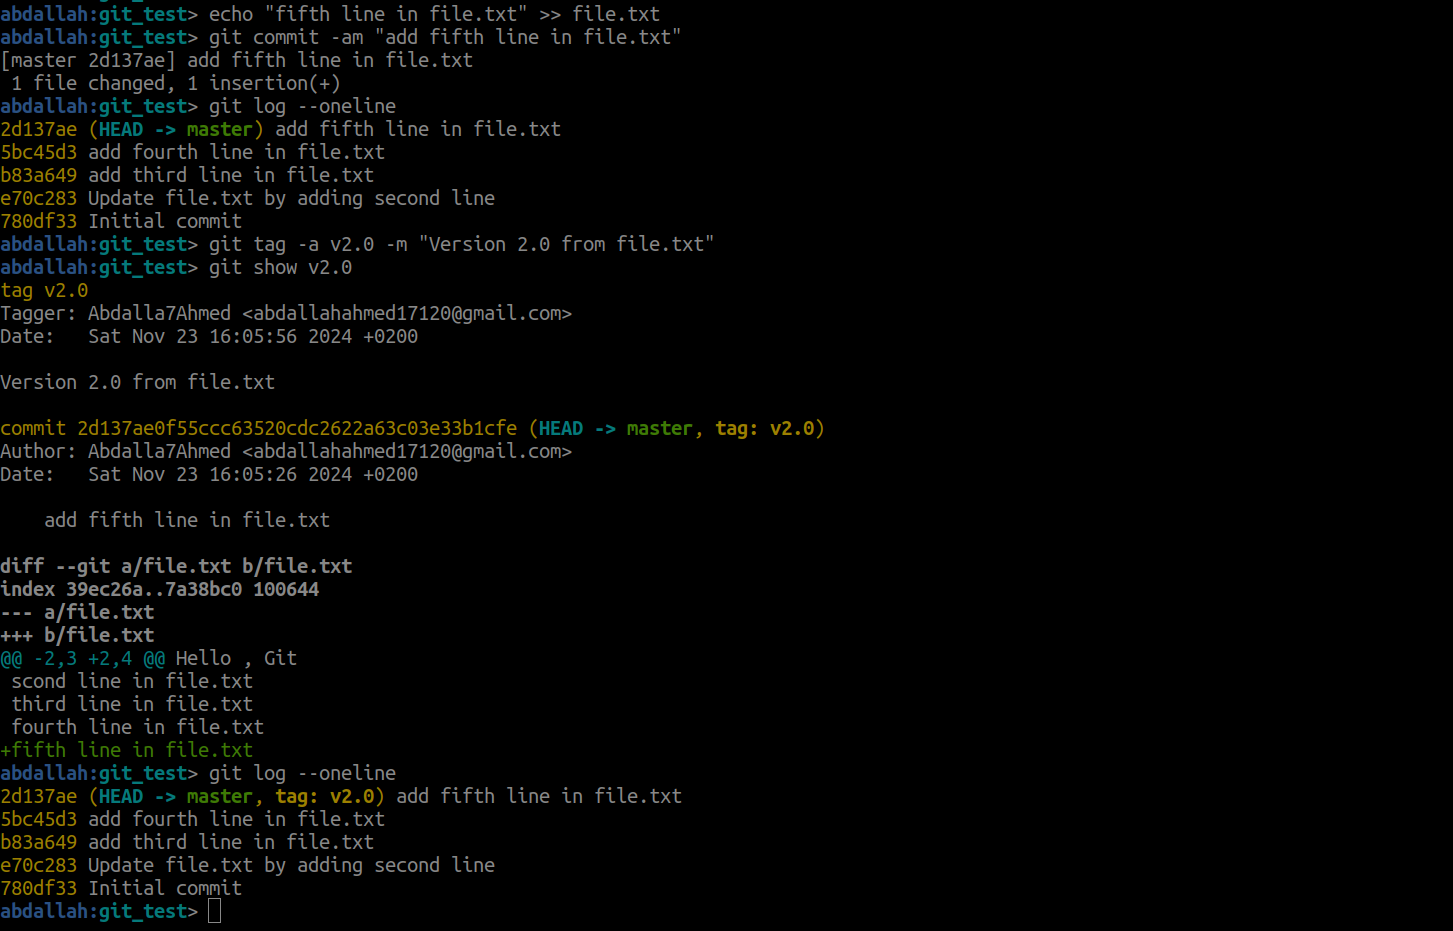 abdallah:git_test> echo "fifth line in file.txt" >> file.txt
abdallah:git_test> git commit -am "add fifth line in file.txt"
[master 2d137ae] add fifth line in file.txt
 1 file changed, 1 insertion(+)
abdallah:git_test> git log --oneline
2d137ae (HEAD -> master) add fifth line in file.txt
5bc45d3 add fourth line in file.txt
b83a649 add third line in file.txt
e70c283 Update file.txt by adding second line
780df33 Initial commit
abdallah:git_test> git tag -a v2.0 -m "Version 2.0 from file.txt"
abdallah:git_test> git show v2.0
tag v2.0
Tagger: Abdalla7Ahmed <abdallahahmed17120@gmail.com>
Date:   Sat Nov 23 16:05:56 2024 +0200

Version 2.0 from file.txt

commit 2d137ae0f55ccc63520cdc2622a63c03e33b1cfe (HEAD -> master, tag: v2.0)
Author: Abdalla7Ahmed <abdallahahmed17120@gmail.com>
Date:   Sat Nov 23 16:05:26 2024 +0200

    add fifth line in file.txt

diff --git a/file.txt b/file.txt
index 39ec26a..7a38bc0 100644
--- a/file.txt
+++ b/file.txt
@@ -2,3 +2,4 @@ Hello , Git
 scond line in file.txt
 third line in file.txt
 fourth line in file.txt
+fifth line in file.txt
abdallah:git_test> git log --oneline
2d137ae (HEAD -> master, tag: v2.0) add fifth line in file.txt
5bc45d3 add fourth line in file.txt
b83a649 add third line in file.txt
e70c283 Update file.txt by adding second line
780df33 Initial commit
abdallah:git_test>